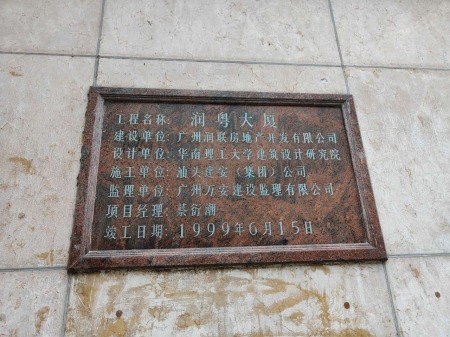 工程名称: 润粤大厦
建设单位: 广州润联房地产开发有限公司
设计单位: 华南理工大学建筑设计研究院
施工单位: 汕头建安(集团)公司
监理单位: 广州万安建设监理有限公司
项目经理: 蔡衍潮
竣工日期: 1999年6月15日